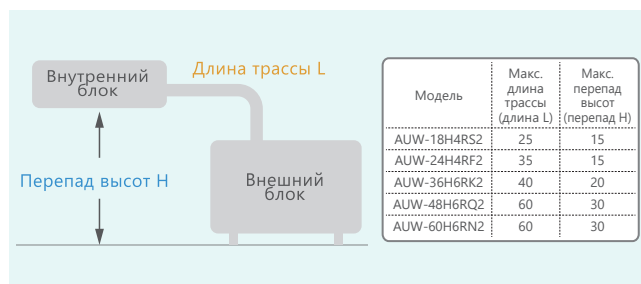 Внутренний
блок
Длина трассы L
Перепад высот H
Внешний
блок
Модель
Макс.
длина
трассы
(длина L)
Макс.
перепад
высот
(перепад H)
AUW-18H4RS2 25 15
AUW-24H4RF2 35 15
AUW-36H6RK2 40 20
AUW-48H6RQ2 60 30
AUW-60H6RN2 60 30